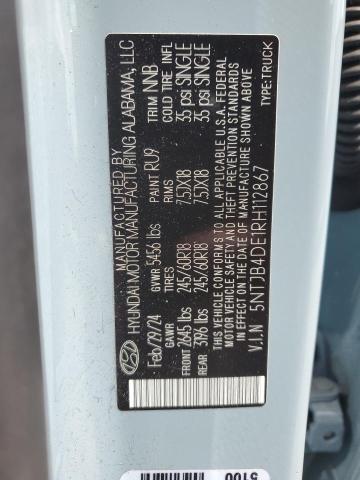 MANUFACTURED BY
HYUNDAI MOTOR MANUFACTURING ALABAMA, LLC
Feb/29/24 GVWR 5456 lbs PAINT RU9 TRIM NNB
GAWR TIRES RIMS COLD TIRE INFL
FRONT 2645 lbs 245/60R18 7.5JX18 35 psi SINGLE
REAR 3196 lbs 245/60R18 7.5JX18 35 psi SINGLE
THIS VEHICLE CONFORMS TO ALL APPLICABLE U.S.A. FEDERAL
MOTOR VEHICLE SAFETY AND THEFT PREVENTION STANDARDS
IN EFFECT ON THE DATE OF MANUFACTURE SHOWN ABOVE.
V.I.N 5NTJB4DE1RH112867 TYPE:TRUCK
5100